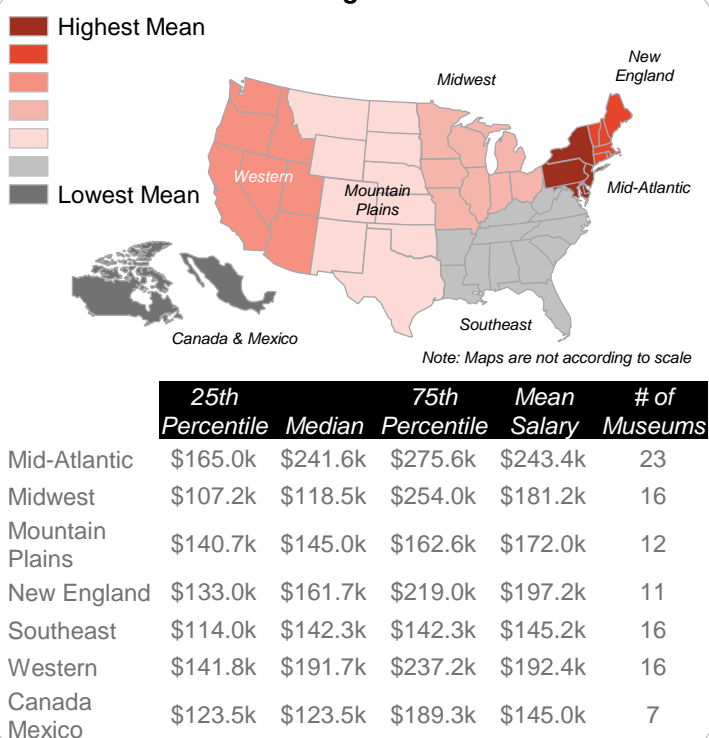 Highest Mean
New
England
Midwest
Western
Mountain
Plains
Mid-Atlantic
Lowest Mean
Southeast
Canada & Mexico
Note: Maps are not according to scale
25th Percentile Median 75th Percentile Mean Salary # of Museums
Mid-Atlantic $165.0k $241.6k $275.6k $243.4k 23
Midwest $107.2k $118.5k $254.0k $181.2k 16
Mountain Plains $140.7k $145.0k $162.6k $172.0k 12
New England $133.0k $161.7k $219.0k $197.2k 11
Southeast $114.0k $142.3k $142.3k $145.2k 16
Western $141.8k $191.7k $237.2k $192.4k 16
Canada Mexico $123.5k $123.5k $189.3k $145.0k 7